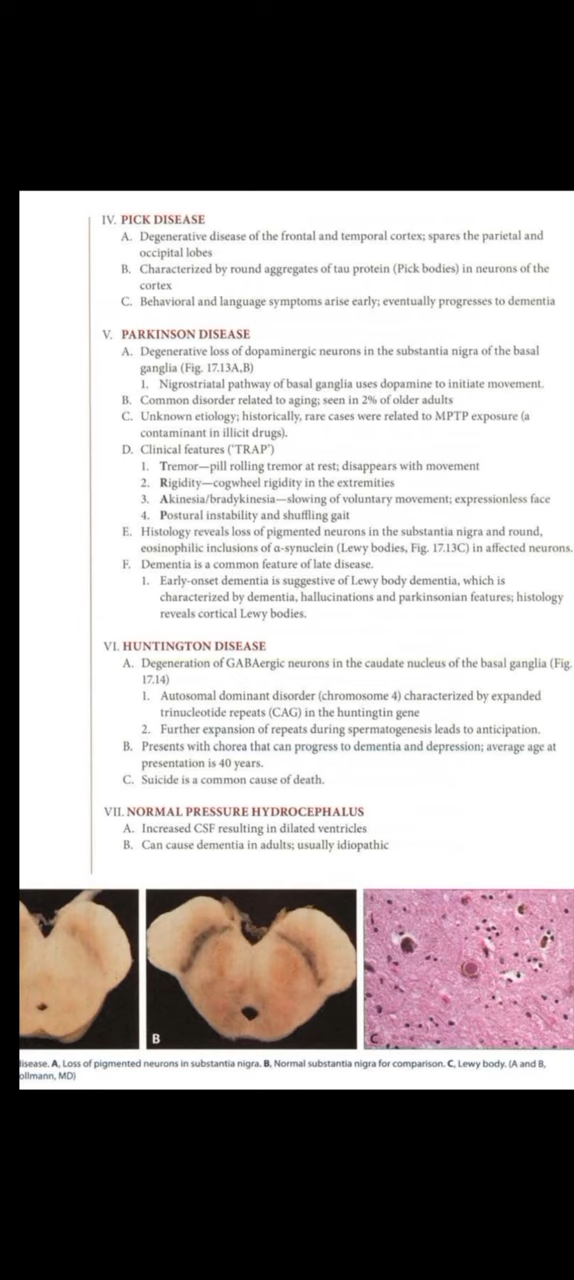 IV. PICK DISEASE
A. Degenerative disease of the frontal and temporal cortex; spares the parietal and
occipital lobes
B. Characterized by round aggregates of tau protein (Pick bodies) in neurons of the
cortex
C. Behavioral and language symptoms arise early; eventually progresses to dementia
V. PARKINSON DISEASE
A. Degenerative loss of dopaminergic neurons in the substantia nigra of the basal
ganglia (Fig. 17.13A,B)
1. Nigrostriatal pathway of basal ganglia uses dopamine to initiate movement.
B. Common disorder related to aging; seen in 2% of older adults
C. Unknown etiology; historically, rare cases were related to MPTP exposure (a
contaminant in illicit drugs).
D. Clinical features ('TRAP')
1. Tremor—pill rolling tremor at rest; disappears with movement
2. Rigidity—cogwheel rigidity in the extremities
3. Akinesia/bradykinesia—slowing of voluntary movement; expressionless face
4. Postural instability and shuffling gait
E. Histology reveals loss of pigmented neurons in the substantia nigra and round,
eosinophilic inclusions of α-synuclein (Lewy bodies, Fig. 17.13C) in affected neurons.
F. Dementia is a common feature of late disease.
1. Early-onset dementia is suggestive of Lewy body dementia, which is
characterized by dementia, hallucinations and parkinsonian features; histology
reveals cortical Lewy bodies.
VI. HUNTINGTON DISEASE
A. Degeneration of GABAergic neurons in the caudate nucleus of the basal ganglia (Fig.
17.14)
1. Autosomal dominant disorder (chromosome 4) characterized by expanded
trinucleotide repeats (CAG) in the huntingtin gene
2. Further expansion of repeats during spermatogenesis leads to anticipation.
B. Presents with chorea that can progress to dementia and depression; average age at
presentation is 40 years.
C. Suicide is a common cause of death.
VII. NORMAL PRESSURE HYDROCEPHALUS
A. Increased CSF resulting in dilated ventricles
B. Can cause dementia in adults; usually idiopathic
B
C
isease. A, Loss of pigmented neurons in substantia nigra. B, Normal substantia nigra for comparison. C, Lewy body. (A and B,
ollmann, MD)